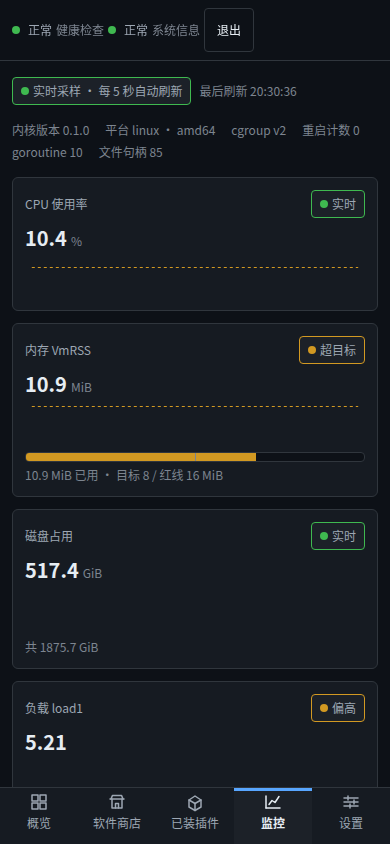 正常 健康检查 正常 系统信息 退出
实时采样 · 每 5 秒自动刷新 最后刷新 20:30:36
内核版本 0.1.0 平台 linux · amd64 cgroup v2 重启计数 0
goroutine 10 文件句柄 85
CPU 使用率 实时
10.4 %
内存 VmRSS 超目标
10.9 MiB
10.9 MiB 已用 · 目标 8 / 红线 16 MiB
磁盘占用 实时
517.4 GiB
共 1875.7 GiB
负载 load1 偏高
5.21
概览 软件商店 已装插件 监控 设置